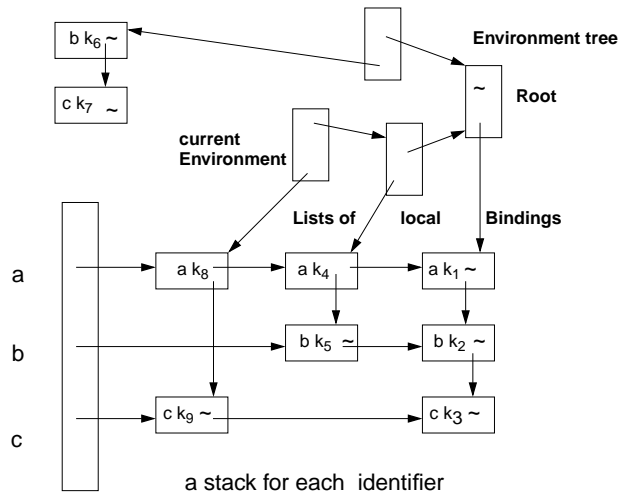 b k₆ ~
Environment tree
c k₇ ~
~
Root
current
Environment
Lists of local Bindings
a
a k₈
a k₄
a k₁ ~
b
b k₅ ~
b k₂ ~
c k₉ ~
c k₃ ~
c
a stack for each identifier